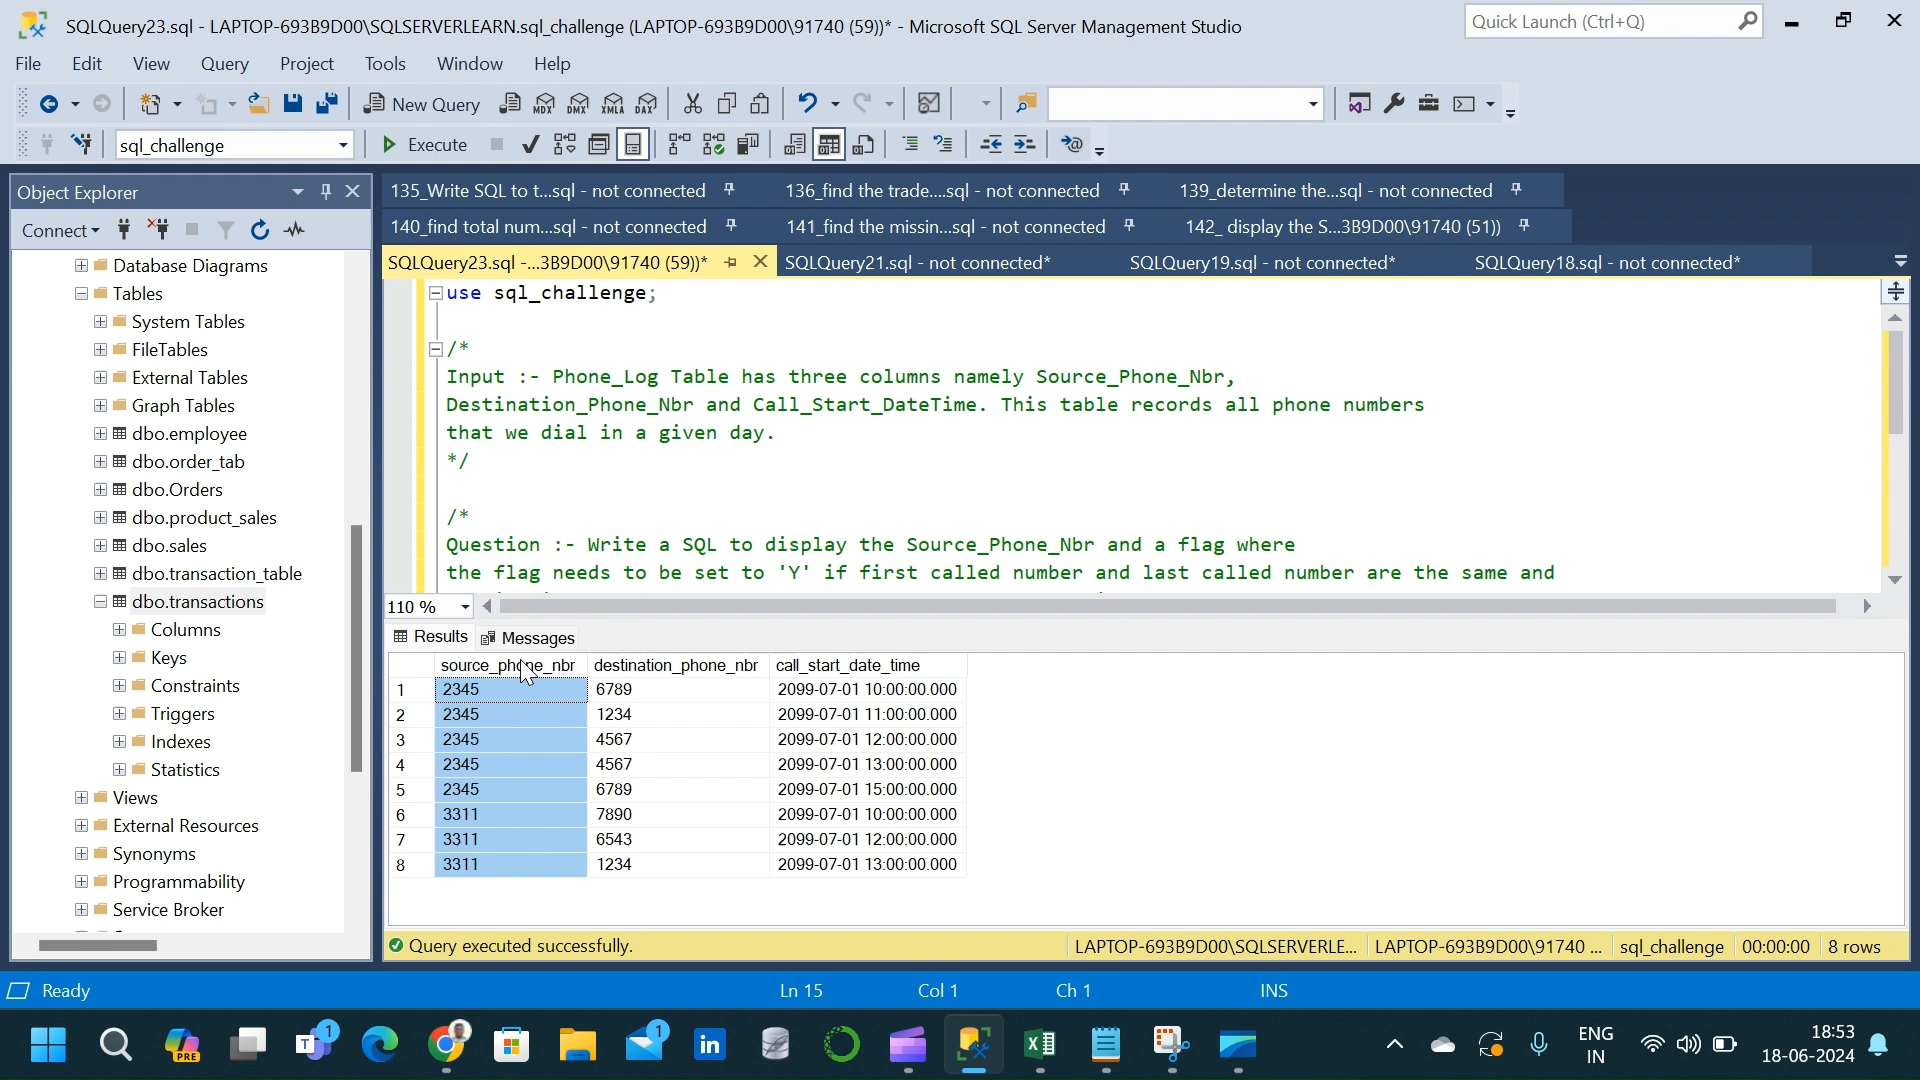 SQLQuery23.sql - LAPTOP-693B9D00\SQLSERVERLEARN.sql_challenge (LAPTOP-693B9D00\91740 (59))* - Microsoft SQL Server Management Studio
Quick Launch (Ctrl+Q)
File Edit View Query Project Tools Window Help
New Query MDX DMX XMLA DAX
sql_challenge Execute
Object Explorer
Connect
Database Diagrams
Tables
System Tables
FileTables
External Tables
Graph Tables
dbo.employee
dbo.order_tab
dbo.Orders
dbo.product_sales
dbo.sales
dbo.transaction_table
dbo.transactions
Columns
Keys
Constraints
Triggers
Indexes
Statistics
Views
External Resources
Synonyms
Programmability
Service Broker
135_Write SQL to t...sql - not connected 136_find the trade....sql - not connected 139_determine the...sql - not connected
140_find total num...sql - not connected 141_find the missin...sql - not connected 142_ display the S...3B9D00\91740 (51))
SQLQuery23.sql -...3B9D00\91740 (59))* SQLQuery21.sql - not connected* SQLQuery19.sql - not connected* SQLQuery18.sql - not connected*
use sql_challenge;
/*
Input :- Phone_Log Table has three columns namely Source_Phone_Nbr,
Destination_Phone_Nbr and Call_Start_DateTime. This table records all phone numbers
that we dial in a given day.
*/
/*
Question :- Write a SQL to display the Source_Phone_Nbr and a flag where
the flag needs to be set to 'Y' if first called number and last called number are the same and
110 %
Results Messages
source_phone_nbr destination_phone_nbr call_start_date_time
1 2345 6789 2099-07-01 10:00:00.000
2 2345 1234 2099-07-01 11:00:00.000
3 2345 4567 2099-07-01 12:00:00.000
4 2345 4567 2099-07-01 13:00:00.000
5 2345 6789 2099-07-01 15:00:00.000
6 3311 7890 2099-07-01 10:00:00.000
7 3311 6543 2099-07-01 12:00:00.000
8 3311 1234 2099-07-01 13:00:00.000
Query executed successfully. LAPTOP-693B9D00\SQLSERVERLE... LAPTOP-693B9D00\91740 ... sql_challenge 00:00:00 8 rows
Ready Ln 15 Col 1 Ch 1 INS
PRE 1 1 in
ENG
IN
18:53
18-06-2024